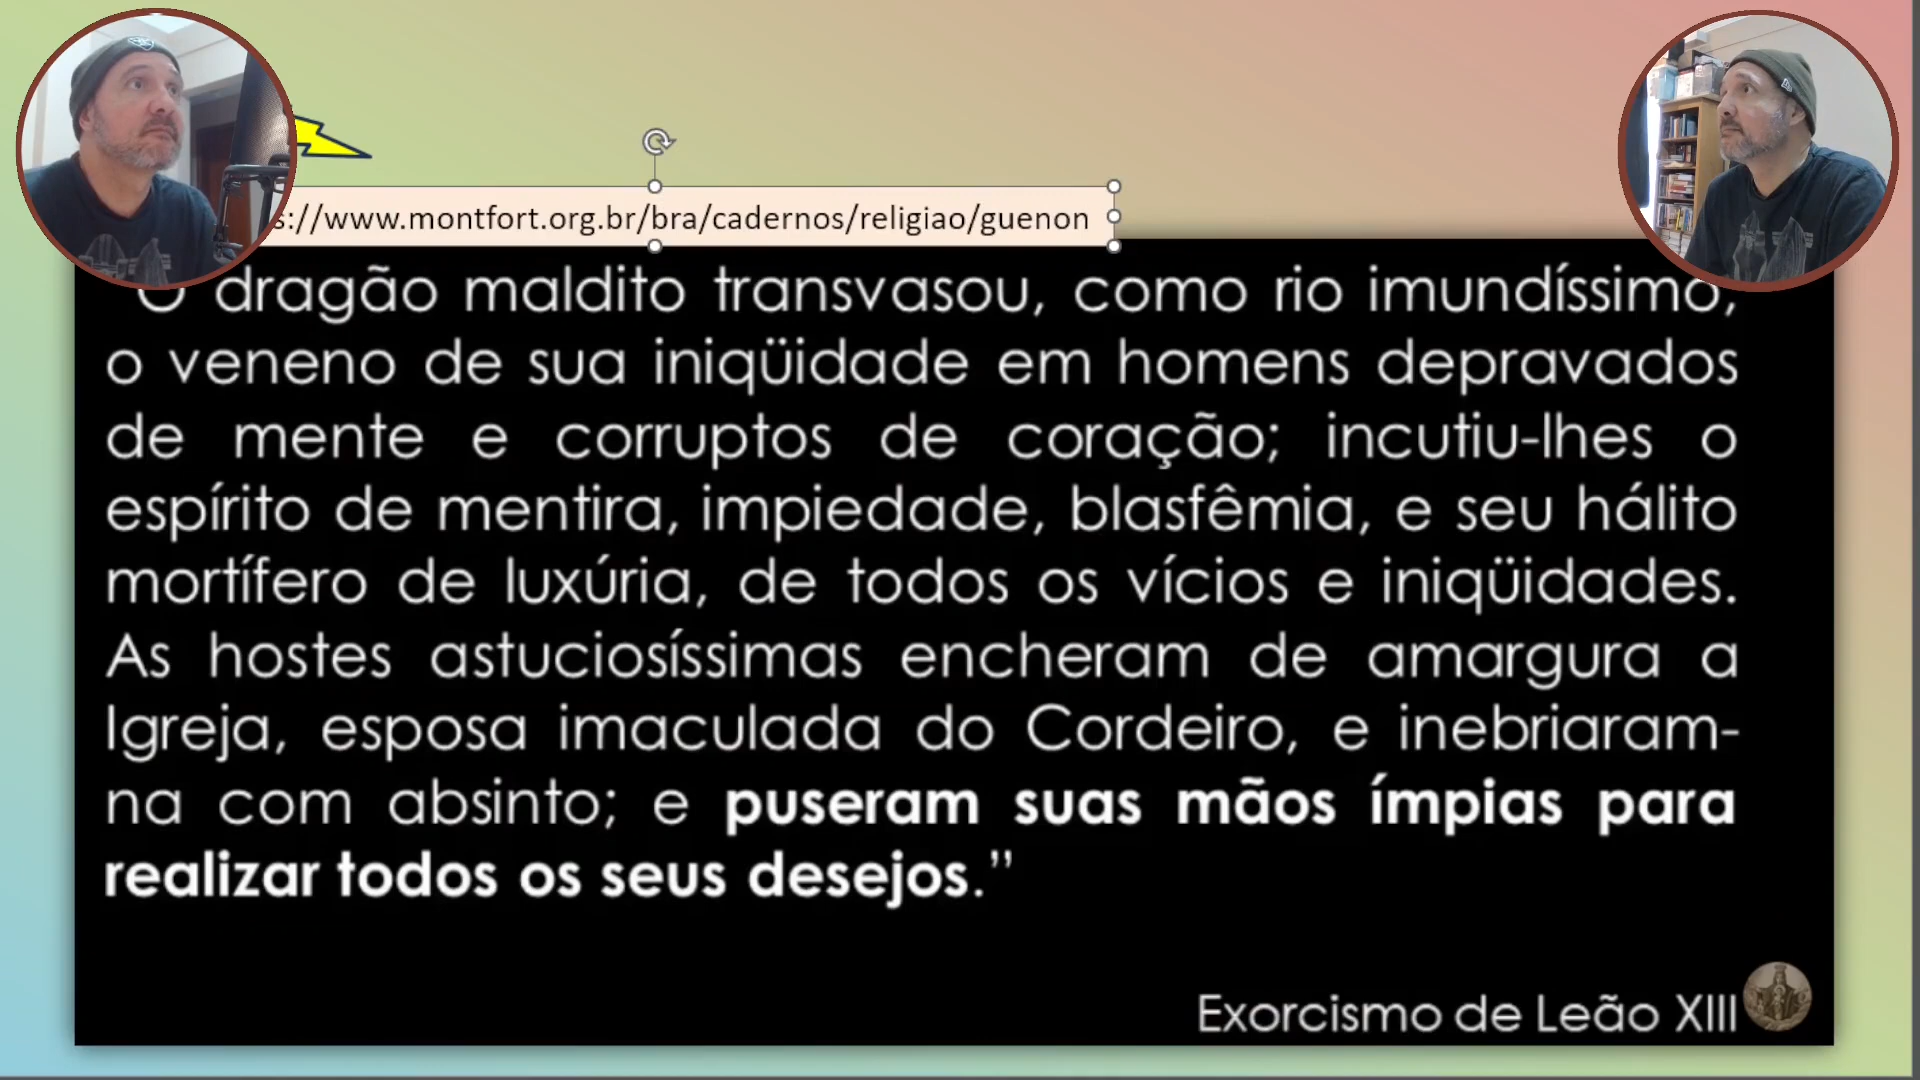 s://www.montfort.org.br/bra/cadernos/religiao/guenon
O dragão maldito transvasou, como rio imundíssimo,
o veneno de sua iniqüidade em homens depravados
de mente e corruptos de coração; incutiu-lhes o
espírito de mentira, impiedade, blasfêmia, e seu hálito
mortífero de luxúria, de todos os vícios e iniqüidades.
As hostes astuciosíssimas encheram de amargura a
Igreja, esposa imaculada do Cordeiro, e inebriaram-
na com absinto; e puseram suas mãos ímpias para
realizar todos os seus desejos.”
Exorcismo de Leão XIII